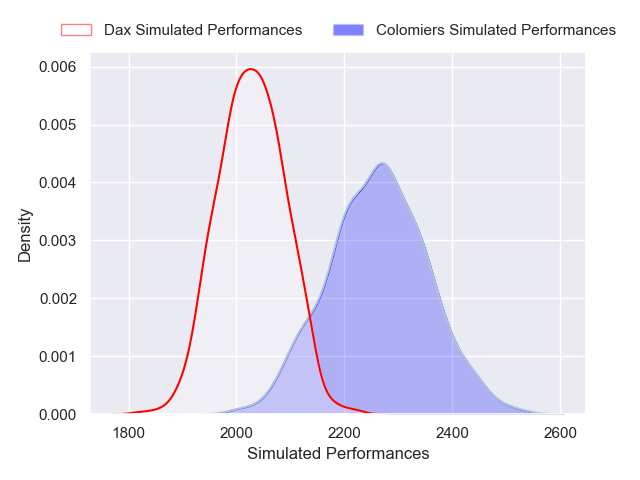 Dax Simulated Performances Colomiers Simulated Performances
0.006
0.005
0.004
0.003
0.002
0.001
0.000
Density
1800 2000 2200 2400 2600
Simulated Performances